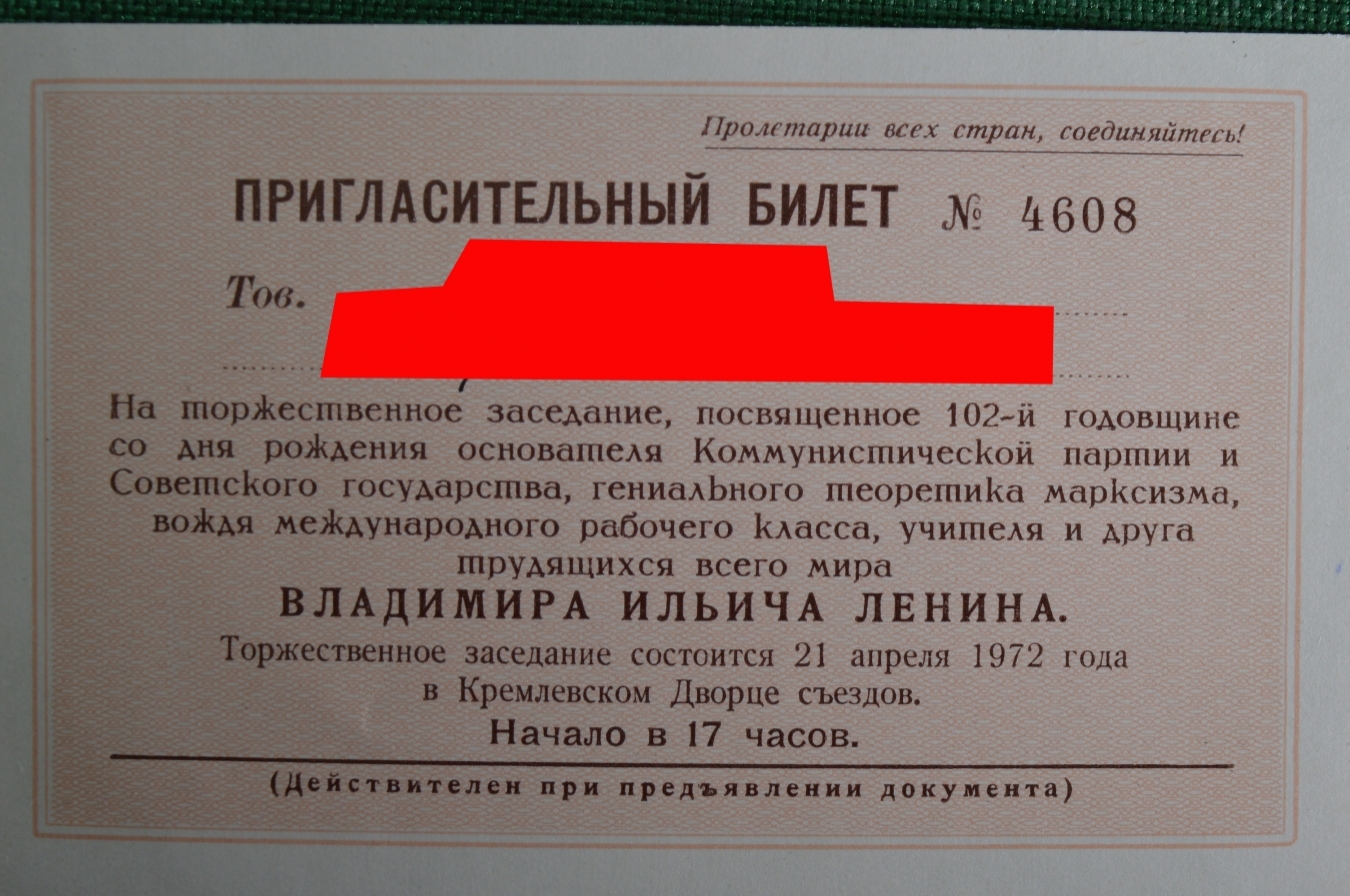 Пролетарии всех стран, соединяйтесь!
ПРИГЛАСИТЕЛЬНЫЙ БИЛЕТ № 4608
Тов.
На торжественное заседание, посвященное 102-й годовщине
со дня рождения основателя Коммунистической партии и
Советского государства, гениального теоретика марксизма,
вождя международного рабочего класса, учителя и друга
трудящихся всего мира
ВЛАДИМИРА ИЛЬИЧА ЛЕНИНА.
Торжественное заседание состоится 21 апреля 1972 года
в Кремлевском Дворце съездов.
Начало в 17 часов.
(Действителен при предъявлении документа)